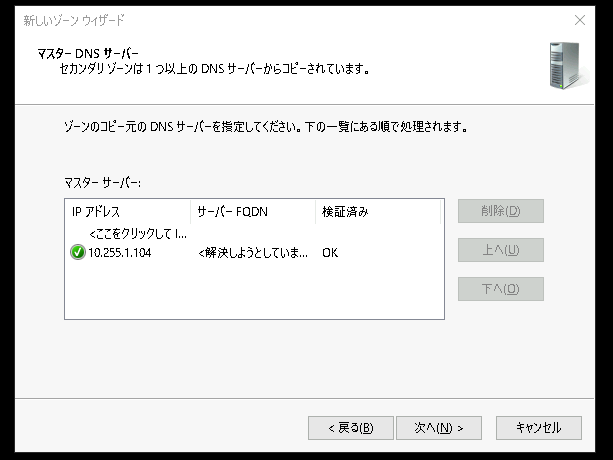 新しいゾーン ウィザード
マスター DNS サーバー
セカンダリ ゾーンは 1 つ以上の DNS サーバーからコピーされています。
ゾーンのコピー元の DNS サーバーを指定してください。下の一覧にある順で処理されます。
マスター サーバー:
IP アドレス サーバー FQDN 検証済み
<ここをクリックして I...
10.255.1.104 <解決しようとしていま... OK
削除(D)
上へ(U)
下へ(O)
< 戻る(B) 次へ(N) > キャンセル